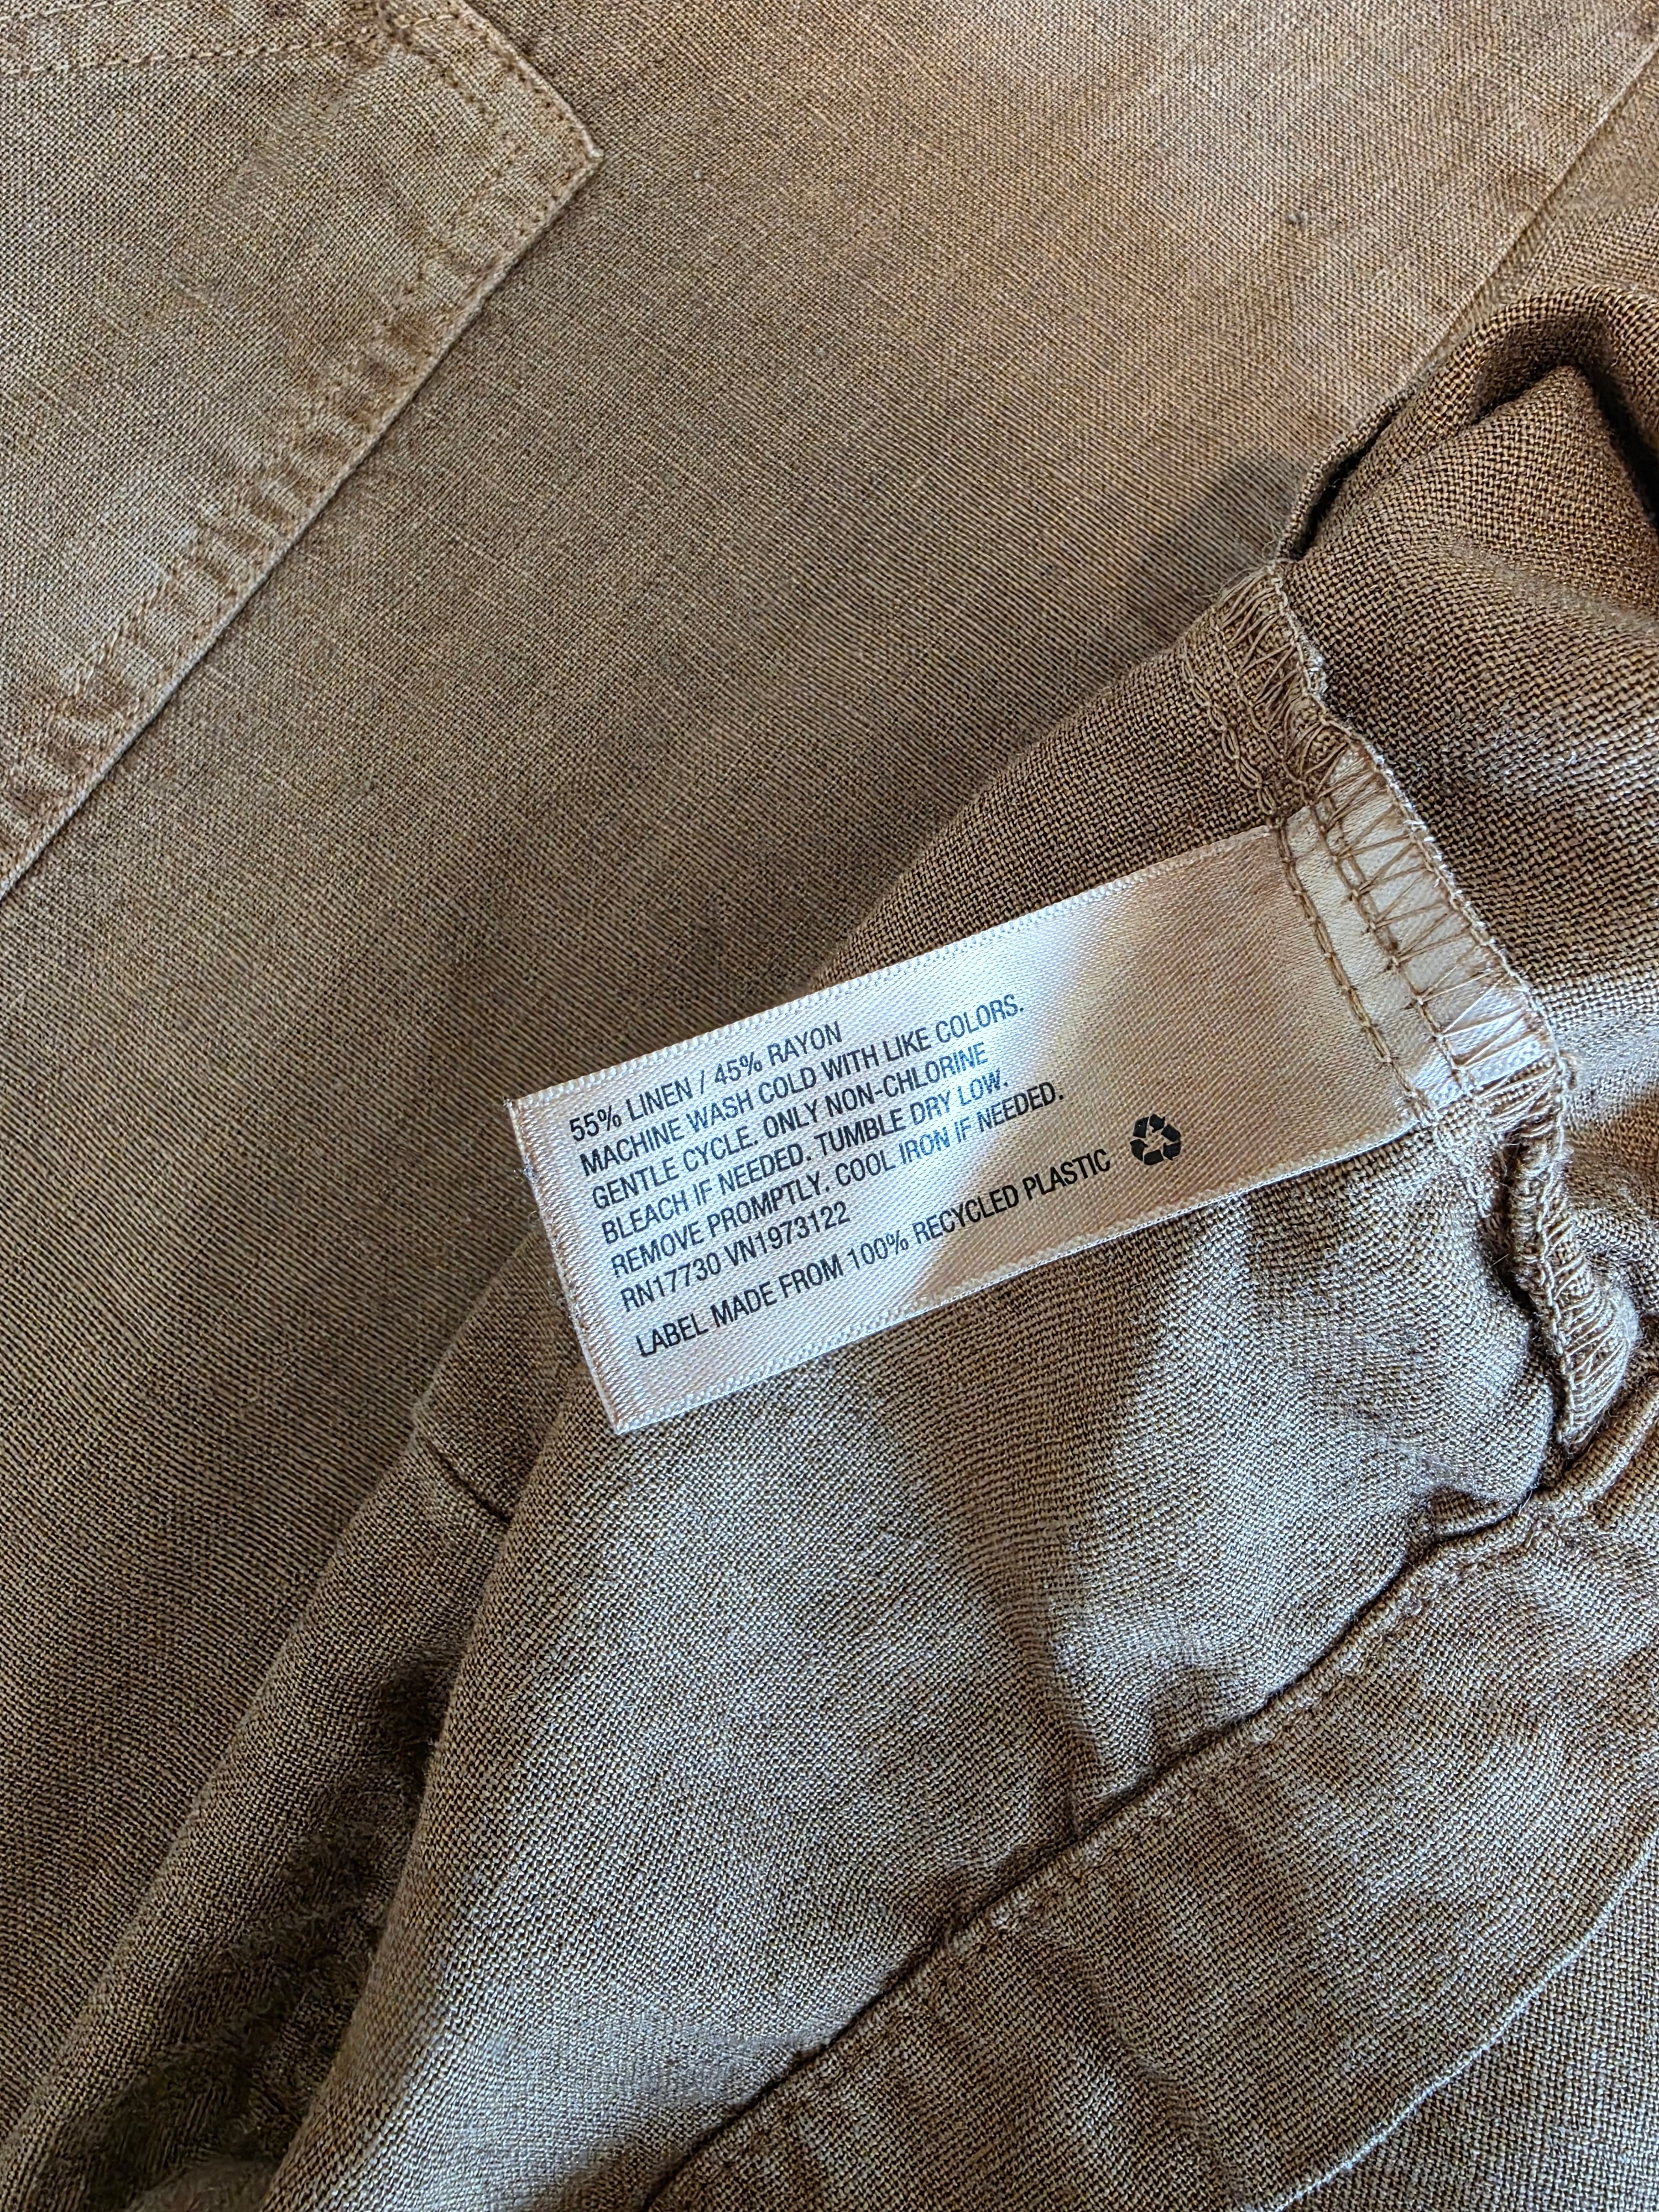 55% LINEN / 45% RAYON
MACHINE WASH COLD WITH LIKE COLORS.
GENTLE CYCLE. ONLY NON-CHLORINE
BLEACH IF NEEDED. TUMBLE DRY LOW.
REMOVE PROMPTLY. COOL IRON IF NEEDED.
RN17730 VN1973122
LABEL MADE FROM 100% RECYCLED PLASTIC